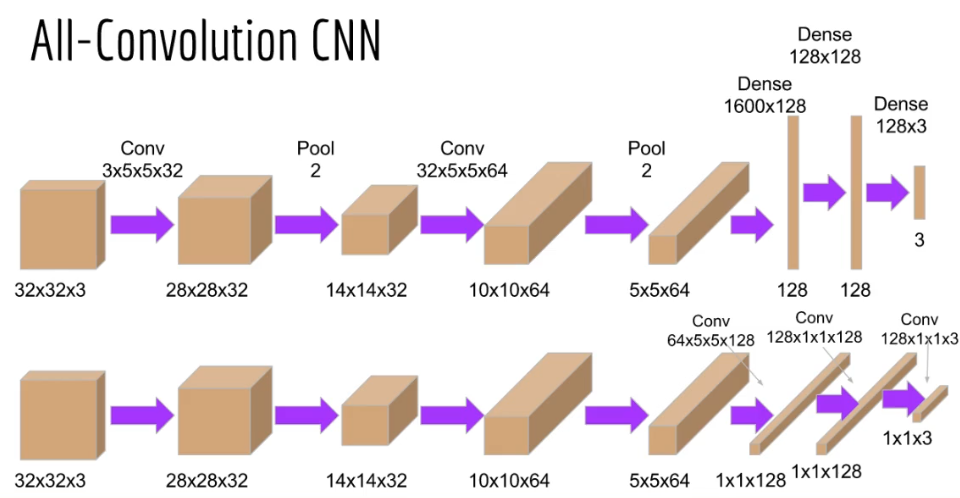 All-Convolution CNN
Dense
128x128
Dense
1600x128
Dense
128x3
Conv
3x5x5x32
Pool
2
Conv
32x5x5x64
Pool
2
3
32x32x3
28x28x32
14x14x32
10x10x64
5x5x64
128
128
Conv
64x5x5x128
Conv
128x1x1x128
Conv
128x1x1x3
1x1x3
32x32x3
28x28x32
14x14x32
10x10x64
5x5x64
1x1x128
1x1x128